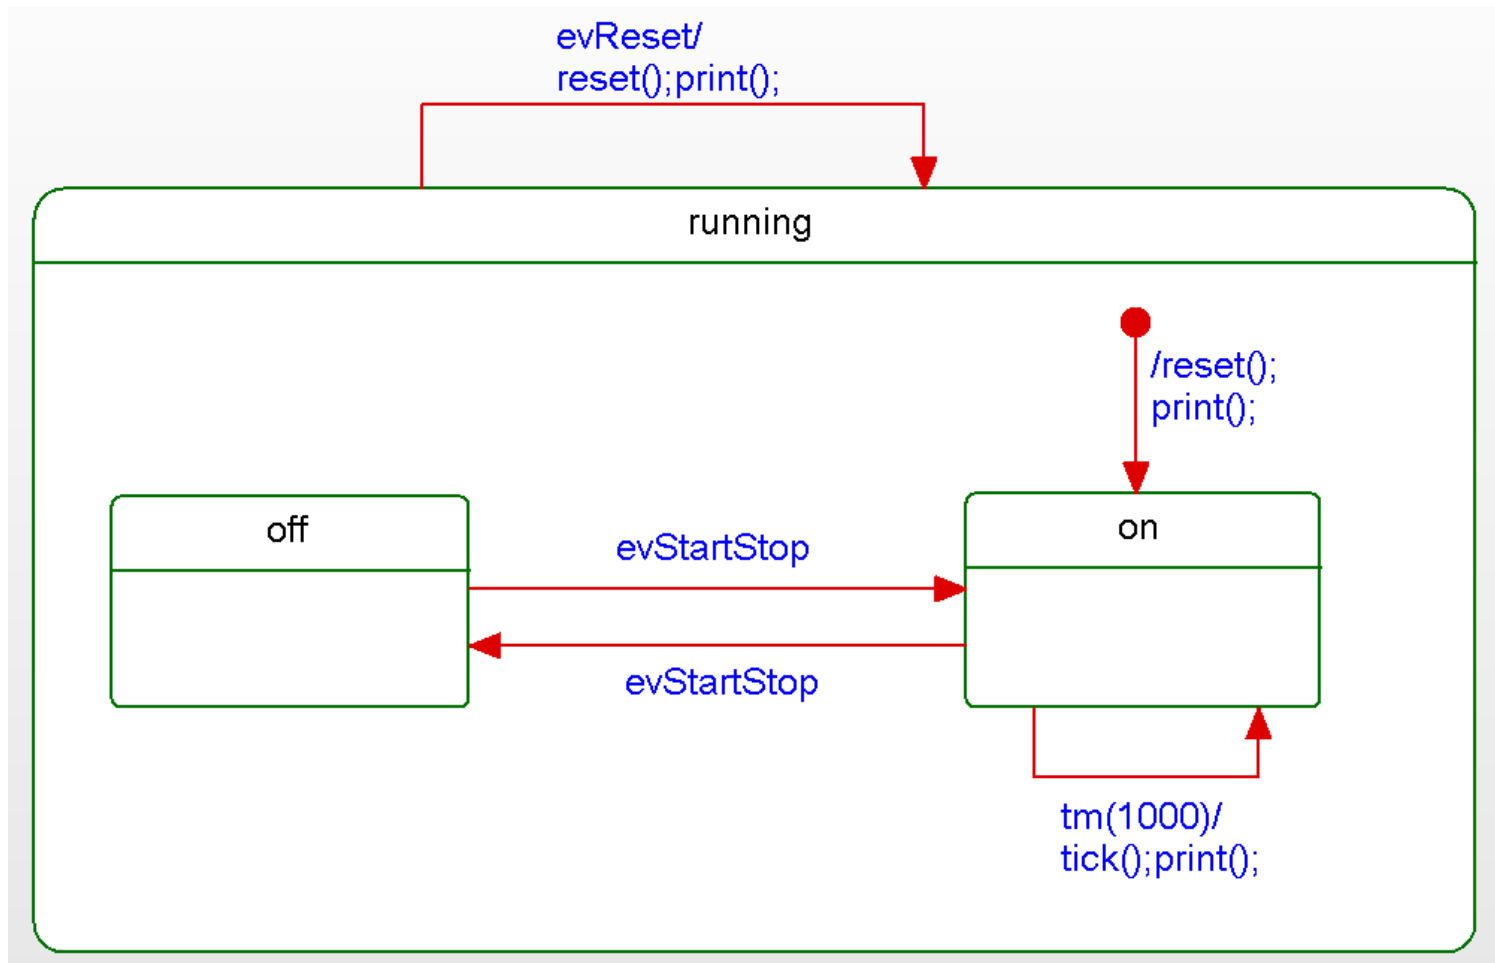 evReset/
reset();print();
running
/reset();
print();
off
evStartStop
on
evStartStop
tm(1000)/
tick();print();